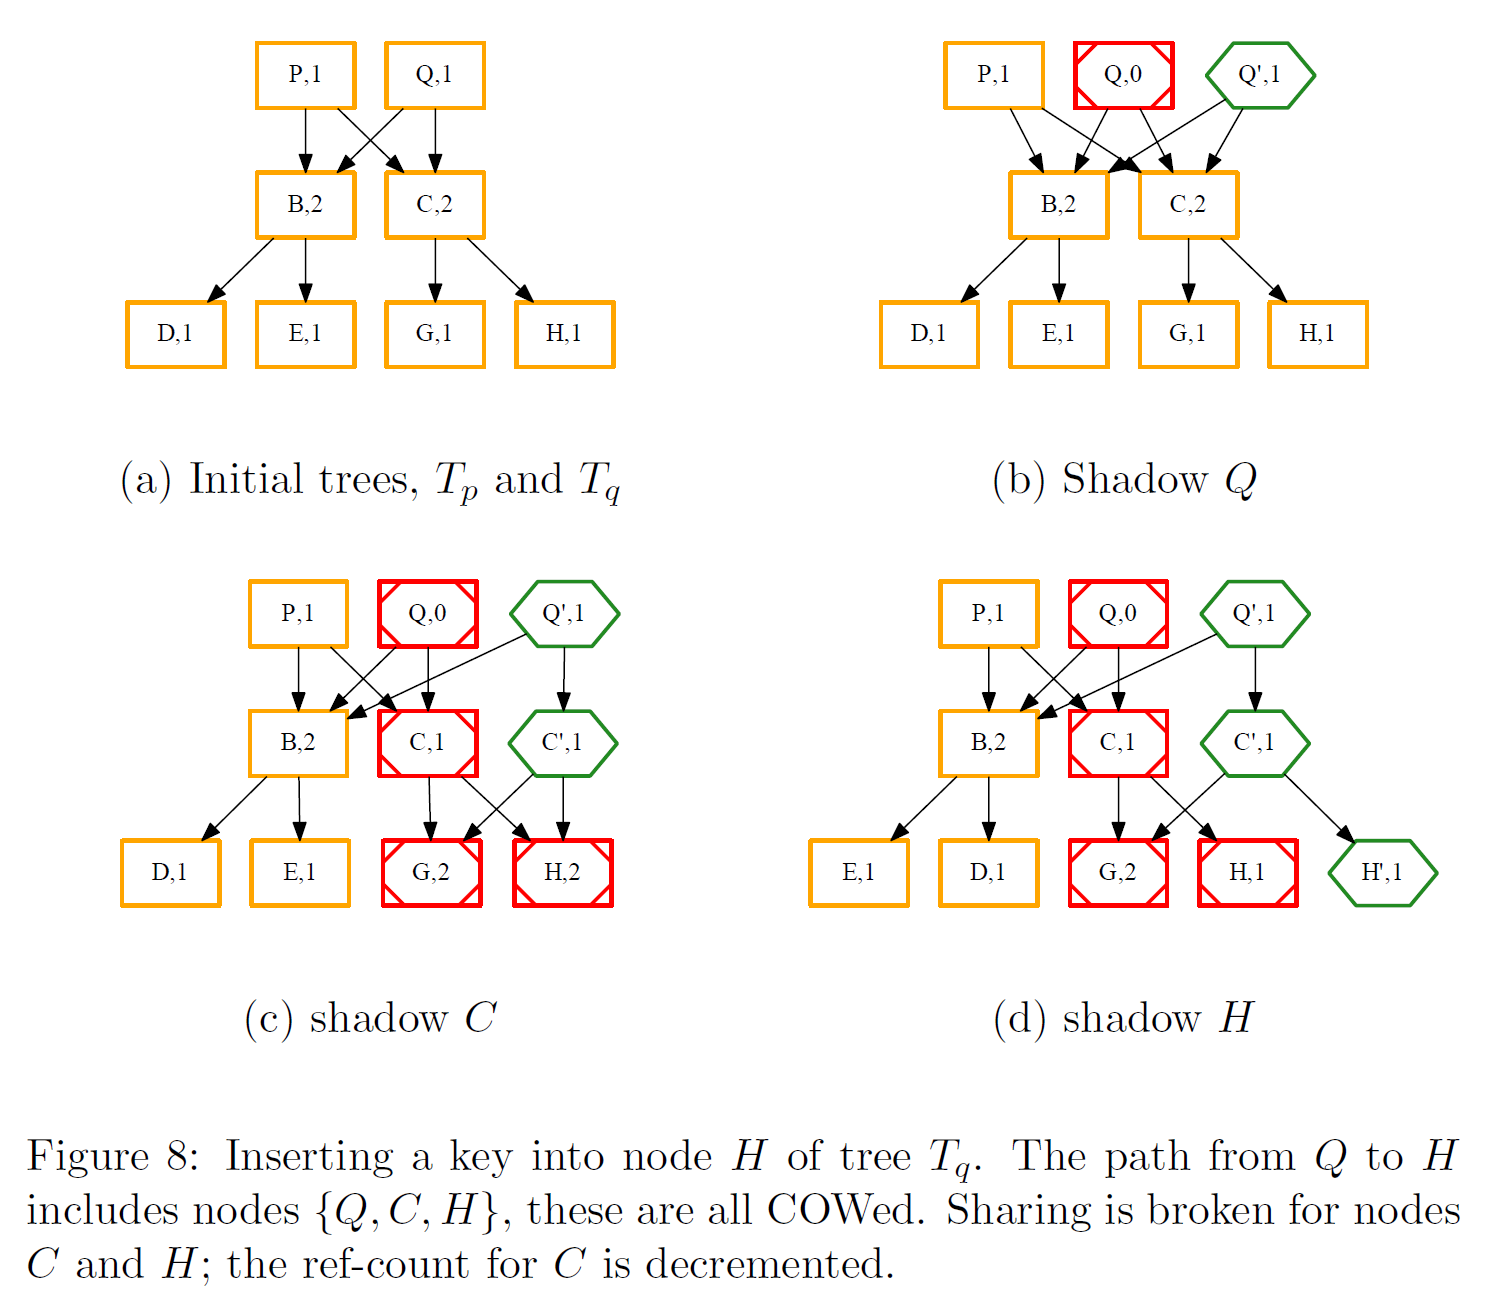 P,1 Q,1
B,2 C,2
D,1 E,1 G,1 H,1
(a) Initial trees, Tp and Tq
P,1 Q,0 Q',1
B,2 C,2
D,1 E,1 G,1 H,1
(b) Shadow Q
P,1 Q,0 Q',1
B,2 C,1 C',1
D,1 E,1 G,2 H,2
(c) shadow C
P,1 Q,0 Q',1
B,2 C,1 C',1
E,1 D,1 G,2 H,1 H',1
(d) shadow H
Figure 8: Inserting a key into node H of tree Tq. The path from Q to H
includes nodes {Q, C, H}, these are all COWed. Sharing is broken for nodes
C and H; the ref-count for C is decremented.